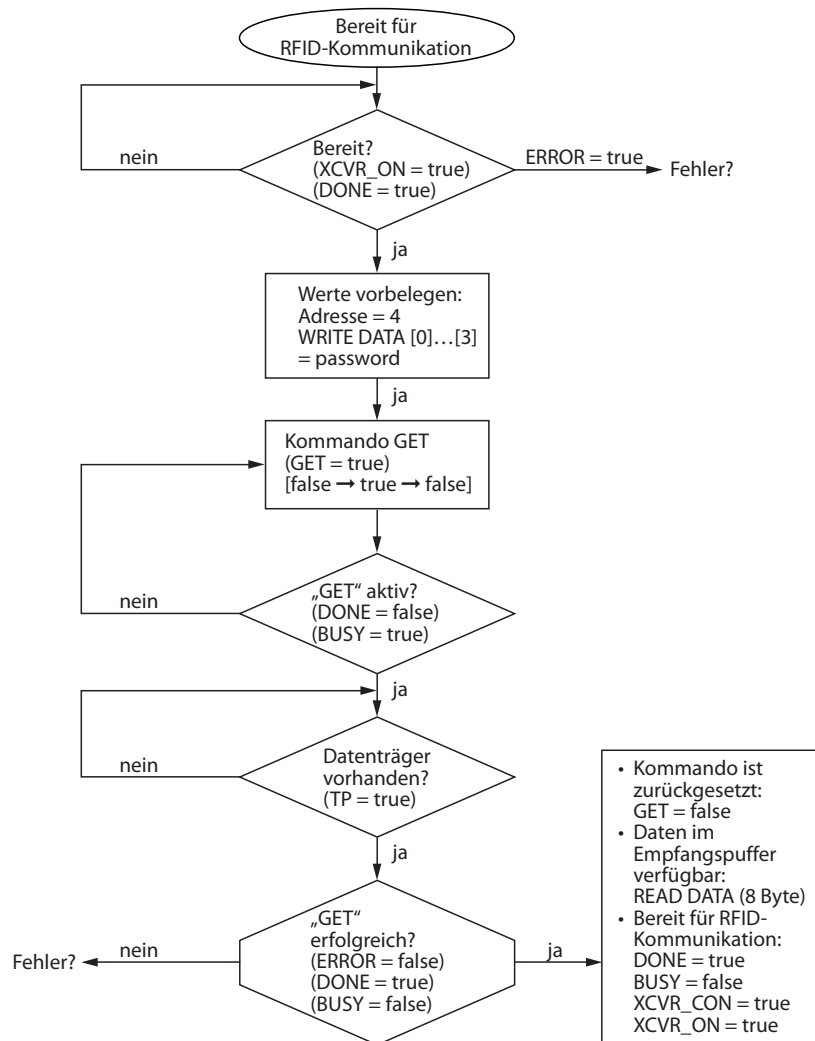 Bereit für
RFID-Kommunikation
nein
Bereit?
(XCVR_ON = true)
(DONE = true)
ERROR = true
Fehler?
ja
Werte vorbelegen:
Adresse = 4
WRITE DATA [0]…[3]
= password
ja
Kommando GET
(GET = true)
[false → true → false]
nein
„GET“ aktiv?
(DONE = false)
(BUSY = true)
ja
nein
Datenträger
vorhanden?
(TP = true)
ja
Fehler?
nein
„GET“
erfolgreich?
(ERROR = false)
(DONE = true)
(BUSY = false)
ja
• Kommando ist
zurückgesetzt:
GET = false
• Daten im
Empfangspuffer
verfügbar:
READ DATA (8 Byte)
• Bereit für RFID-
Kommunikation:
DONE = true
BUSY = false
XCVR_CON = true
XCVR_ON = true